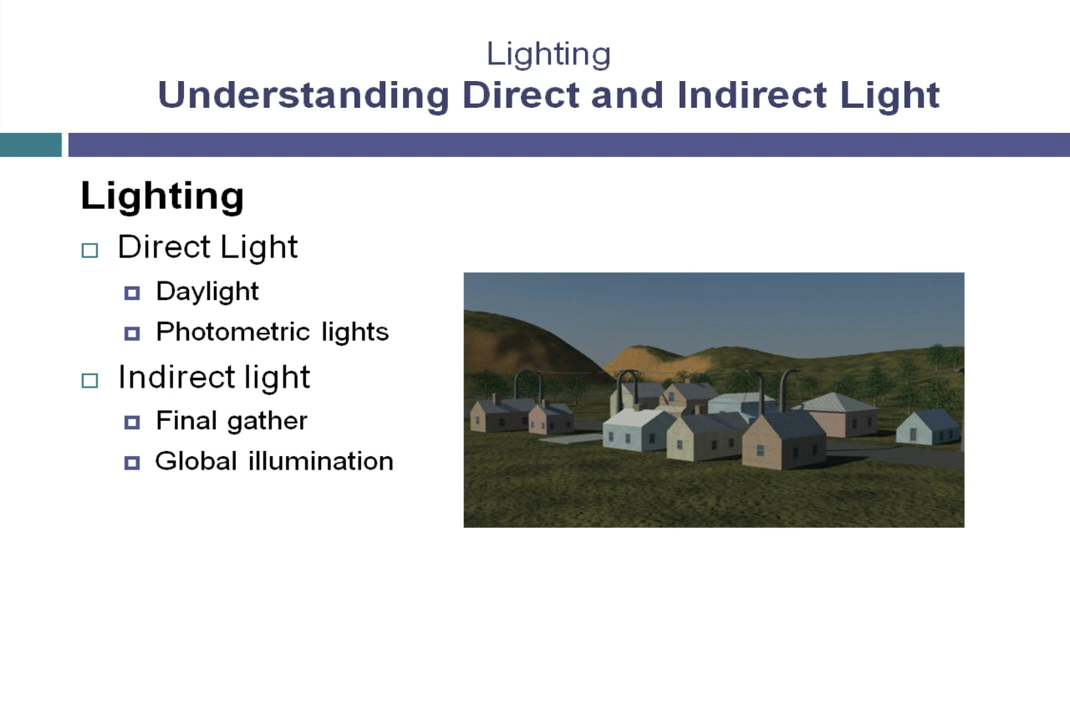 Lighting
Understanding Direct and Indirect Light
Lighting
Direct Light
Daylight
Photometric lights
Indirect light
Final gather
Global illumination